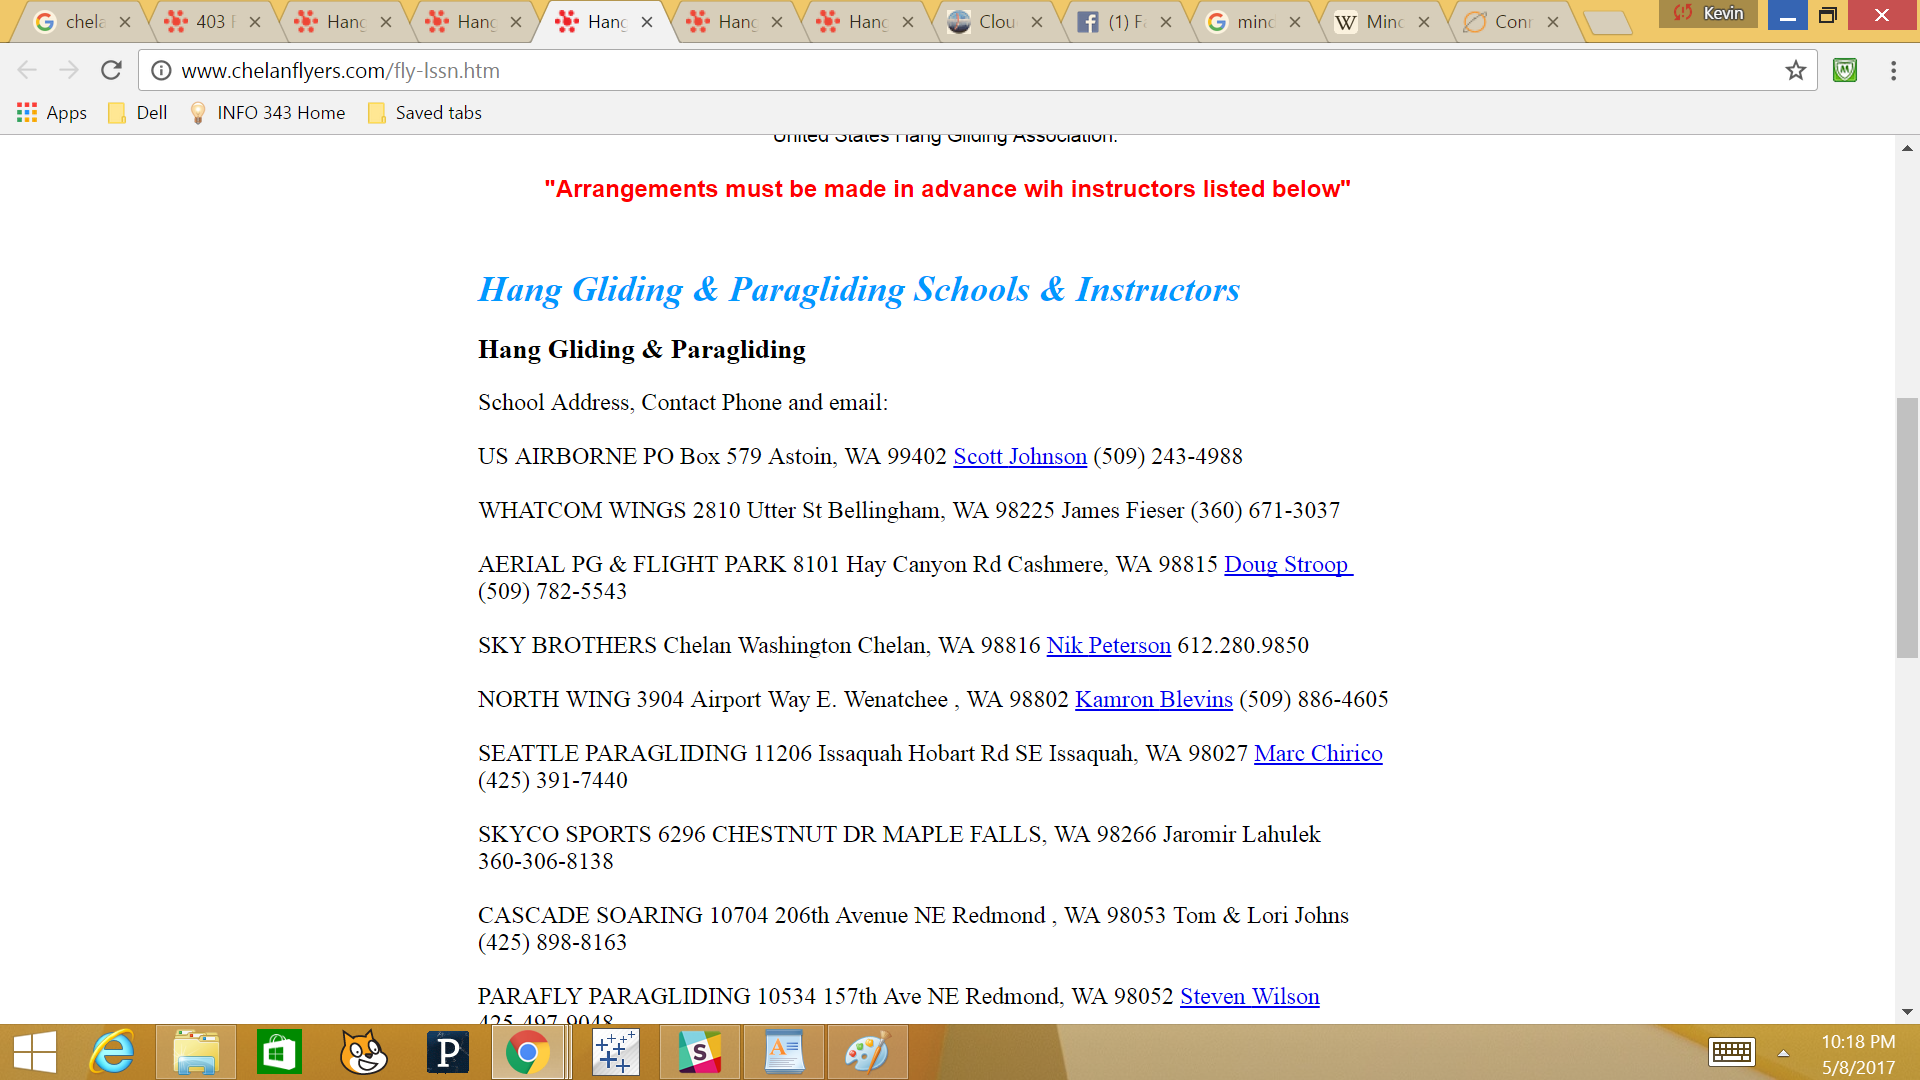 chela
403 F
Hang
Hang
Hang
Hang
Hang
Clou
(1) Fa
mind
Mind
Conn
Kevin
www.chelanflyers.com/fly-lssn.htm
Apps
Dell
INFO 343 Home
Saved tabs
United States Hang Gliding Association.
"Arrangements must be made in advance wih instructors listed below"
Hang Gliding & Paragliding Schools & Instructors
Hang Gliding & Paragliding
School Address, Contact Phone and email:
US AIRBORNE PO Box 579 Astoin, WA 99402 Scott Johnson (509) 243-4988
WHATCOM WINGS 2810 Utter St Bellingham, WA 98225 James Fieser (360) 671-3037
AERIAL PG & FLIGHT PARK 8101 Hay Canyon Rd Cashmere, WA 98815 Doug Stroop
(509) 782-5543
SKY BROTHERS Chelan Washington Chelan, WA 98816 Nik Peterson 612.280.9850
NORTH WING 3904 Airport Way E. Wenatchee , WA 98802 Kamron Blevins (509) 886-4605
SEATTLE PARAGLIDING 11206 Issaquah Hobart Rd SE Issaquah, WA 98027 Marc Chirico
(425) 391-7440
SKYCO SPORTS 6296 CHESTNUT DR MAPLE FALLS, WA 98266 Jaromir Lahulek
360-306-8138
CASCADE SOARING 10704 206th Avenue NE Redmond , WA 98053 Tom & Lori Johns
(425) 898-8163
PARAFLY PARAGLIDING 10534 157th Ave NE Redmond, WA 98052 Steven Wilson
425-497-9048
10:18 PM
5/8/2017